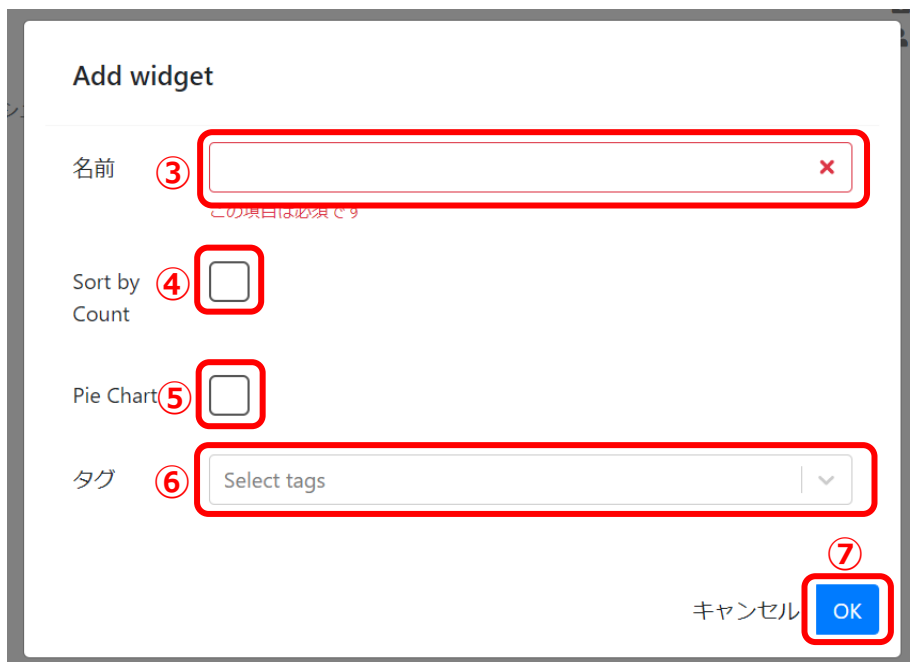 Add widget
名前
③
この項目は必須です
Sort by
Count
④
Pie Chart
⑤
タグ
⑥
Select tags
⑦
キャンセル
OK